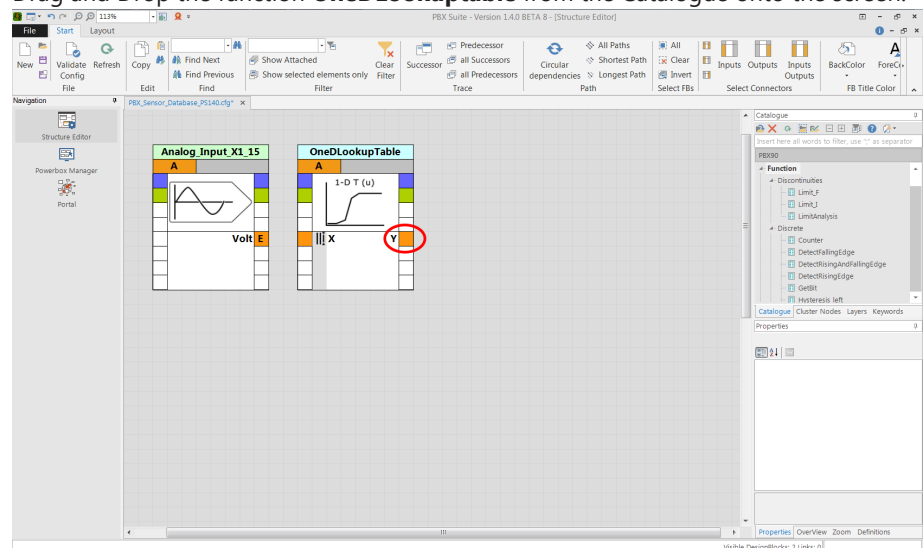 Drag and Drop the function OneDLookuptable from the Catalogue onto the screen.
113%
PBX Suite - Version 1.4.0 BETA 8 - [Structure Editor]
File Start Layout
New Validate Config Refresh Copy Find Next Find Previous Show Attached Show selected elements only Clear Filter Successor Predecessor all Successors all Predecessors Circular dependencies All Paths Shortest Path Longest Path All Clear Invert Inputs Outputs Inputs Outputs BackColor ForeCo
File Edit Find Filter Trace Path Select FBs Select Connectors FB Title Color
Navigation
PBX_Sensor_Database_PS140.cfg*
Structure Editor
Powerbox Manager
Portal
Analog_Input_X1_15
A
Volt E
OneDLookupTable
A
1-D T (u)
X Y
Catalogue
Insert here all words to filter, use ";" as separator
PBX90
Function
Discontinuities
Limit_F
Limit_I
LimitAnalysis
Discrete
Counter
DetectFallingEdge
DetectRisingAndFallingEdge
DetectRisingEdge
GetBit
Hysteresis left
Catalogue Cluster Nodes Layers Keywords
Properties
Properties OverView Zoom Definitions
Visible DesignBlocks: 2 Links: 0